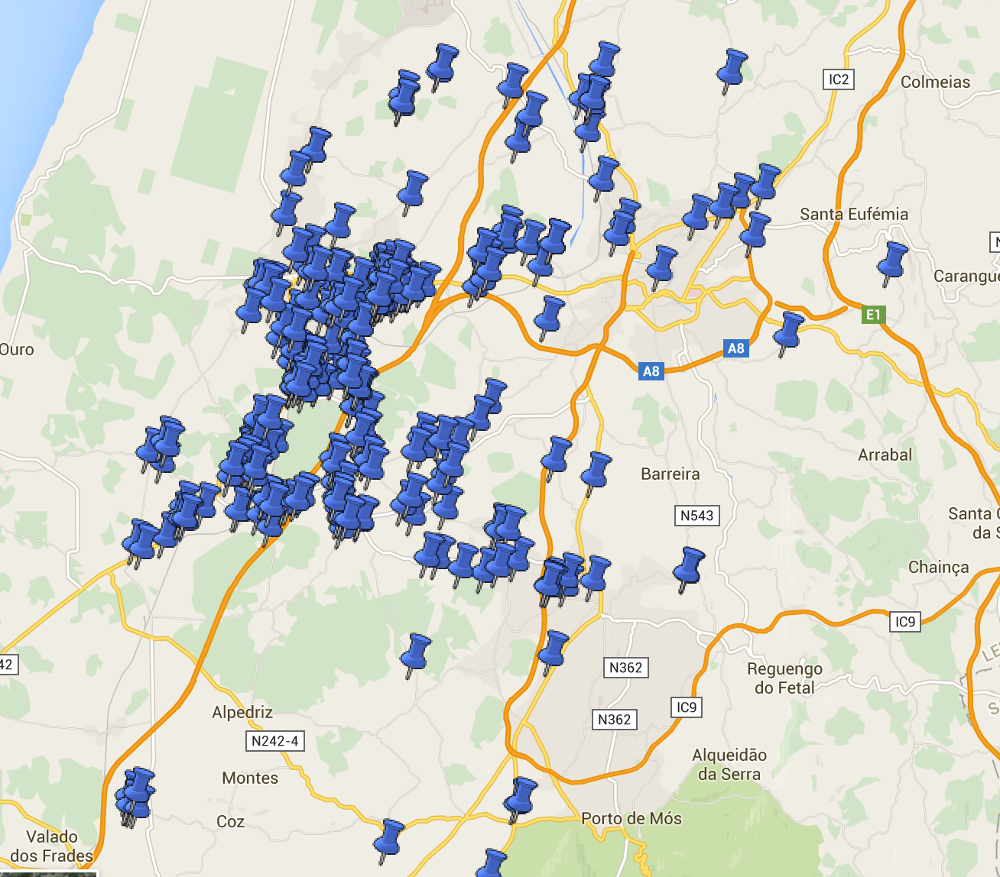 IC2
Colmeias
Santa Eufémia
N
Carangue
E1
Ouro
A8
A8
Arrabal
Barreira
N543
Santa C
da S
Chainça
IC9
42
N362
Reguengo
do Fetal
IC9
Alpedriz
N362
N242-4
Alqueidão
da Serra
Montes
Porto de Mós
Coz
Valado
dos Frades